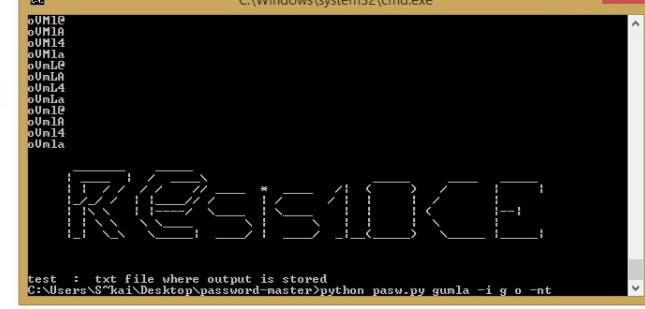 C:\Windows\system32\cmd.exe
oVMl@
oVMlA
oVMl4
oVMla
oVmL@
oVmLA
oVmL4
oVmLa
oVml@
oVmlA
oVml4
oVmla
test : txt file where output is stored
C:\Users\S~kai\Desktop\password-master>python pasw.py gumla -i g o -nt